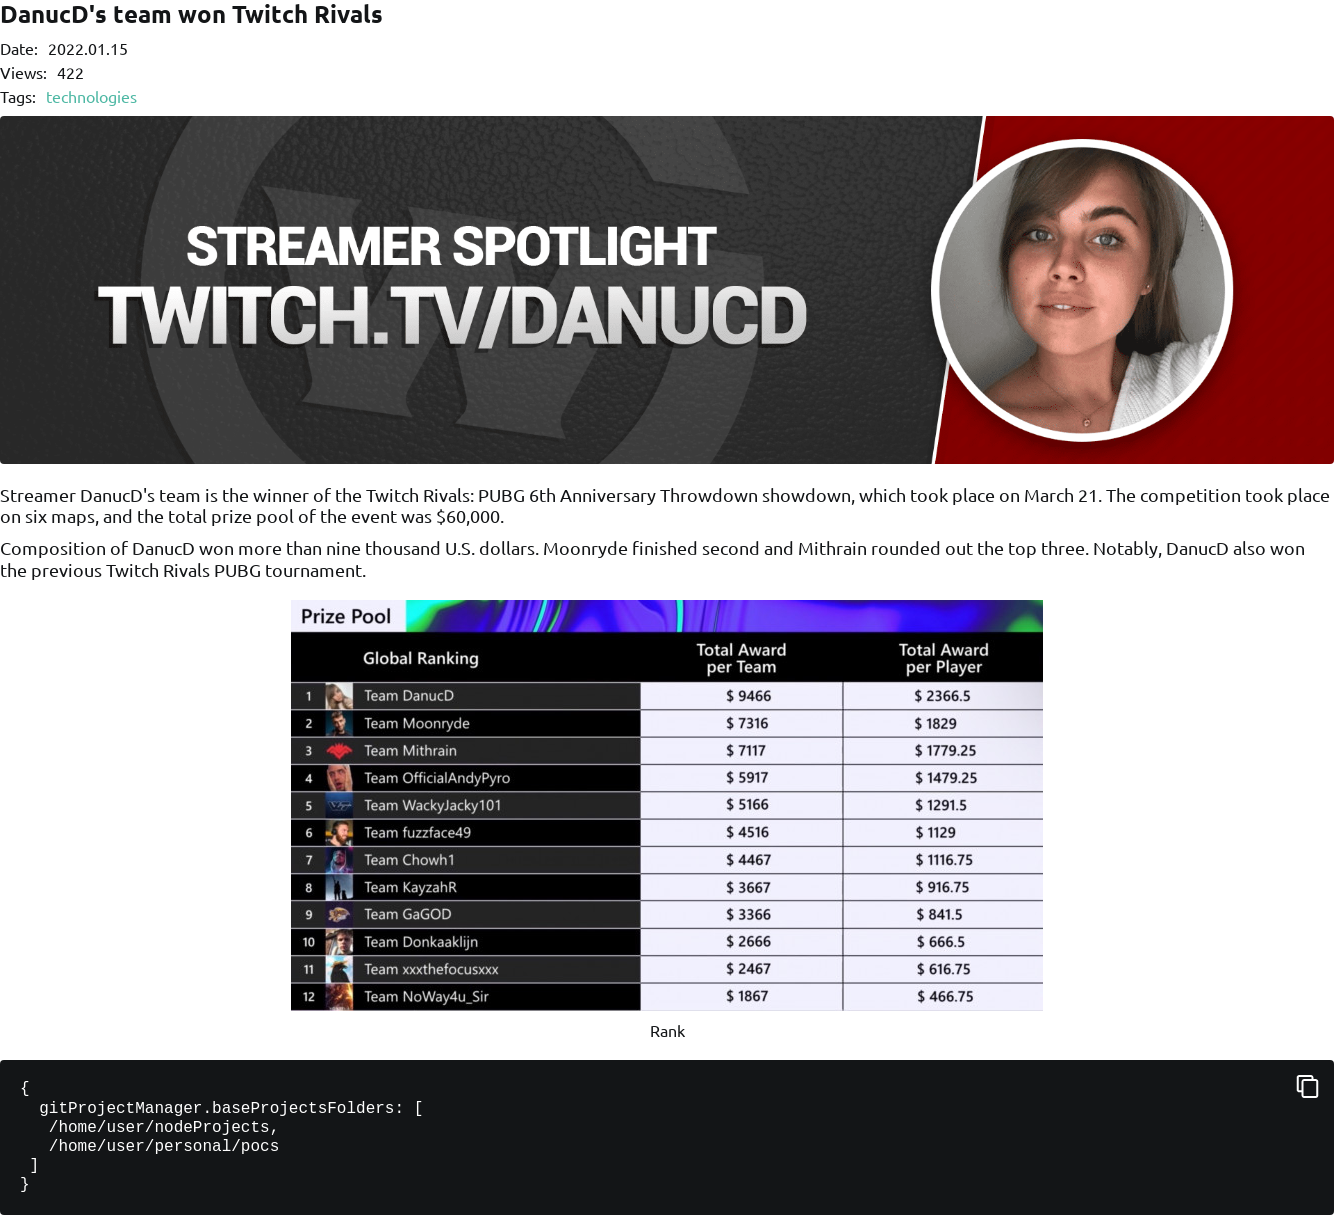 DanucD's team won Twitch Rivals
Date: 2022.01.15
Views: 422
Tags: technologies
STREAMER SPOTLIGHT
TWITCH.TV/DANUCD
Streamer DanucD's team is the winner of the Twitch Rivals: PUBG 6th Anniversary Throwdown showdown, which took place on March 21. The competition took place
on six maps, and the total prize pool of the event was $60,000.
Composition of DanucD won more than nine thousand U.S. dollars. Moonryde finished second and Mithrain rounded out the top three. Notably, DanucD also won
the previous Twitch Rivals PUBG tournament.
Prize Pool
Global Ranking Total Award per Team Total Award per Player
1 Team DanucD $ 9466 $ 2366.5
2 Team Moonryde $ 7316 $ 1829
3 Team Mithrain $ 7117 $ 1779.25
4 Team OfficialAndyPyro $ 5917 $ 1479.25
5 Team WackyJacky101 $ 5166 $ 1291.5
6 Team fuzzface49 $ 4516 $ 1129
7 Team Chowh1 $ 4467 $ 1116.75
8 Team KayzahR $ 3667 $ 916.75
9 Team GaGOD $ 3366 $ 841.5
10 Team Donkaaklijn $ 2666 $ 666.5
11 Team xxxthefocusxxx $ 2467 $ 616.75
12 Team NoWay4u_Sir $ 1867 $ 466.75
Rank
{
gitProjectManager.baseProjectsFolders: [
/home/user/nodeProjects,
/home/user/personal/pocs
]
}